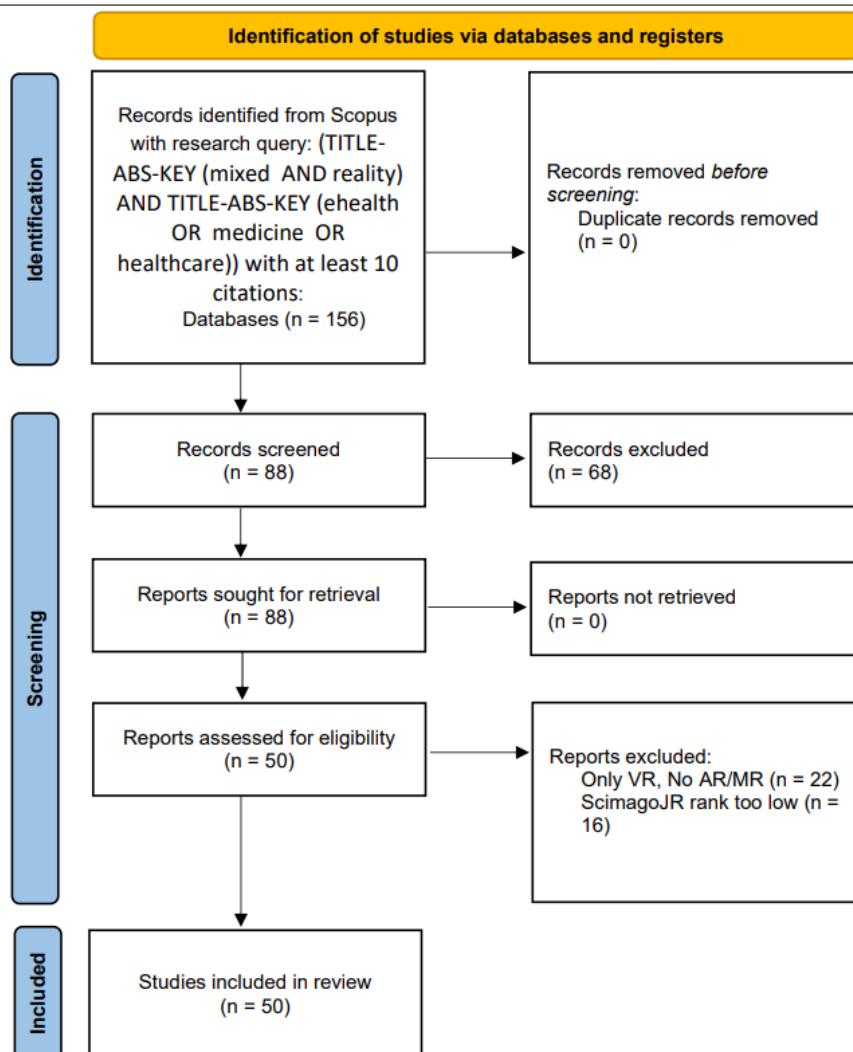 Identification of studies via databases and registers
Identification
Records identified from Scopus
with research query: (TITLE-
ABS-KEY (mixed AND reality)
AND TITLE-ABS-KEY (ehealth
OR medicine OR
healthcare)) with at least 10
citations:
Databases (n = 156)
Records removed before
screening:
Duplicate records removed
(n = 0)
Screening
Records screened
(n = 88)
Records excluded
(n = 68)
Reports sought for retrieval
(n = 88)
Reports not retrieved
(n = 0)
Reports assessed for eligibility
(n = 50)
Reports excluded:
Only VR, No AR/MR (n = 22)
ScimagoJR rank too low (n =
16)
Included
Studies included in review
(n = 50)